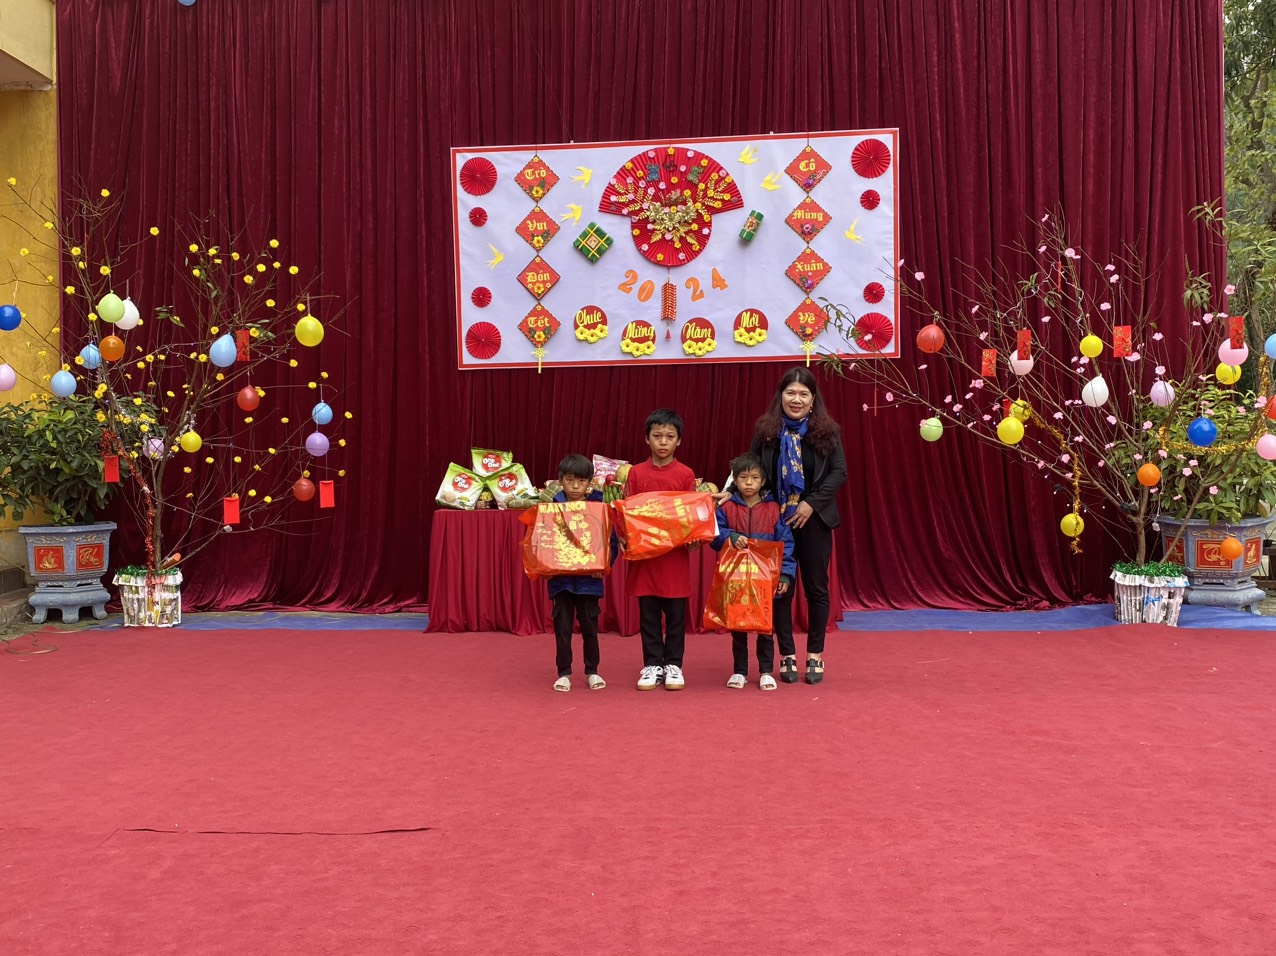 Trò
Vui
Đón
Tết
Cô
Mừng
Xuân
Về
2024
Chúc
Mừng
Năm
Mới